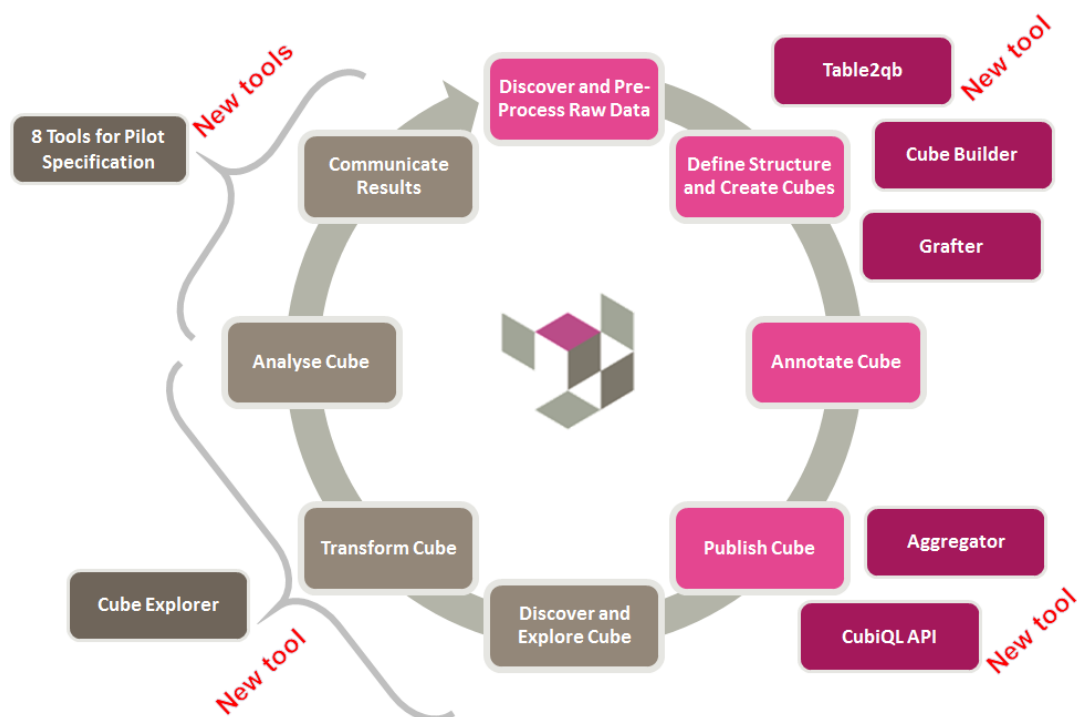 New tools
8 Tools for Pilot
Specification
Discover and Pre-
Process Raw Data
Table2qb
New tool
Communicate
Results
Define Structure
and Create Cubes
Cube Builder
Grafter
Analyse Cube
Annotate Cube
Transform Cube
Publish Cube
Aggregator
Cube Explorer
New tool
Discover and
Explore Cube
CubiQL API
New tool